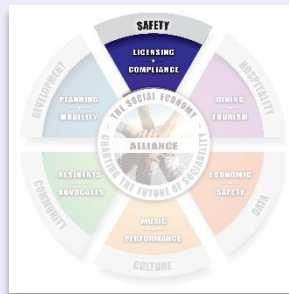 SAFETY
LICENSING
COMPLIANCE
DEVELOPMENT
PLANNING
MOBILITY
HOSPITALITY
DINING
TOURISM
THE SOCIAL ECONOMY
ALLIANCE
CHARTING THE FUTURE OF SOCIABILITY
COMMUNITY
RESIDENTS
ADVOCATES
DATA
ECONOMIC
SAFETY
MUSIC
PERFORMANCE
CULTURE